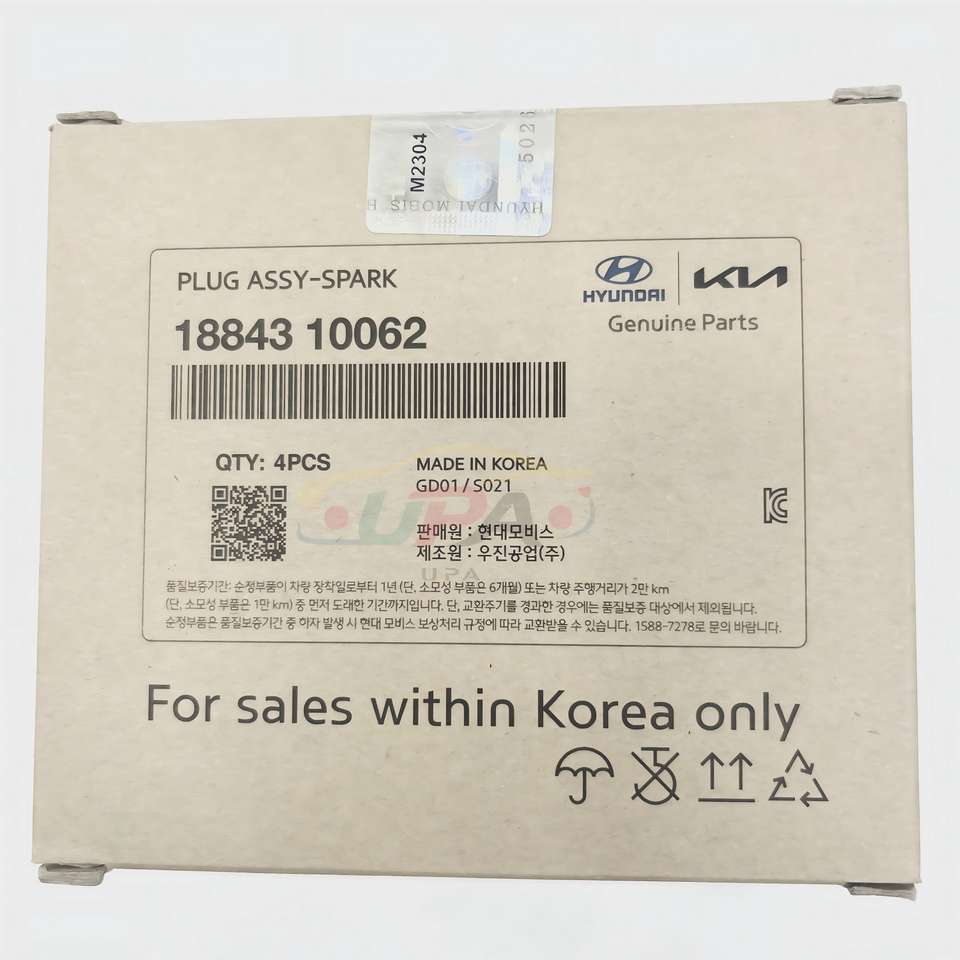 M2304
5026
HYUNDAI MOBIS H
PLUG ASSY-SPARK
HYUNDAI
KIA
Genuine Parts
18843 10062
QTY: 4PCS
MADE IN KOREA
GD01 / S021
판매원 : 현대모비스
제조원 : 우진공업(주)
UPA
UPA
품질보증기간: 순정부품이 차량 장착일로부터 1년 (단, 소모성 부품은 6개월) 또는 차량 주행거리가 2만 km
(단, 소모성 부품은 1만 km) 중 먼저 도래한 기간까지입니다. 단, 교환주기를 경과한 경우에는 품질보증 대상에서 제외됩니다.
순정부품은 품질보증기간 중 하자 발생 시 현대 모비스 보상처리 규정에 따라 교환받을 수 있습니다. 1588-7278로 문의 바랍니다.
For sales within Korea only